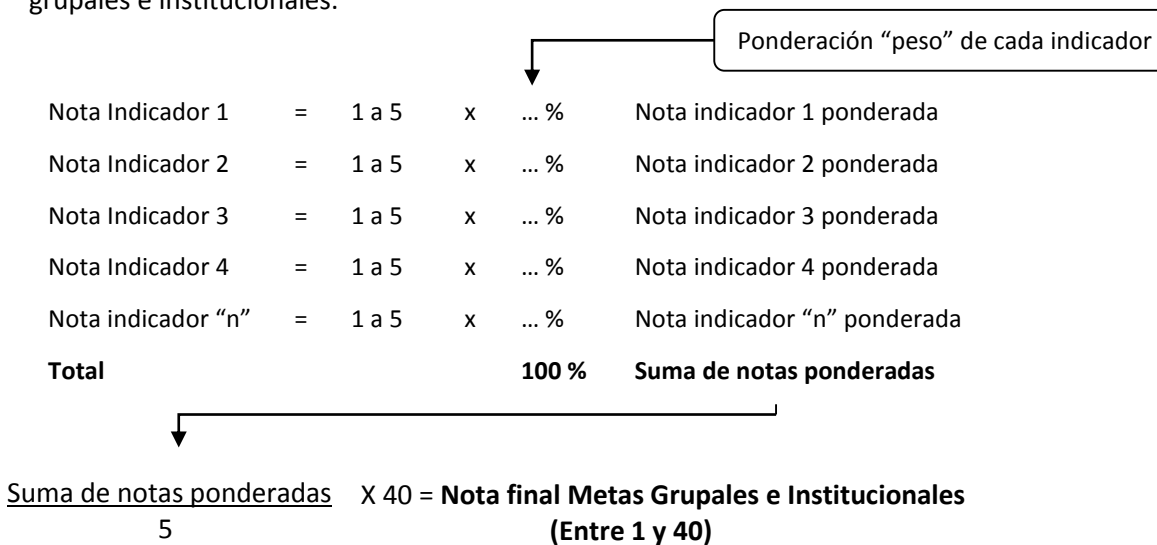 grupales e institucionales.
Ponderación “peso” de cada indicador
Nota Indicador 1 = 1 a 5 x … % Nota indicador 1 ponderada
Nota Indicador 2 = 1 a 5 x … % Nota indicador 2 ponderada
Nota Indicador 3 = 1 a 5 x … % Nota indicador 3 ponderada
Nota Indicador 4 = 1 a 5 x … % Nota indicador 4 ponderada
Nota indicador “n” = 1 a 5 x … % Nota indicador “n” ponderada
Total 100 % Suma de notas ponderadas
Suma de notas ponderadas X 40 = Nota final Metas Grupales e Institucionales
5 (Entre 1 y 40)